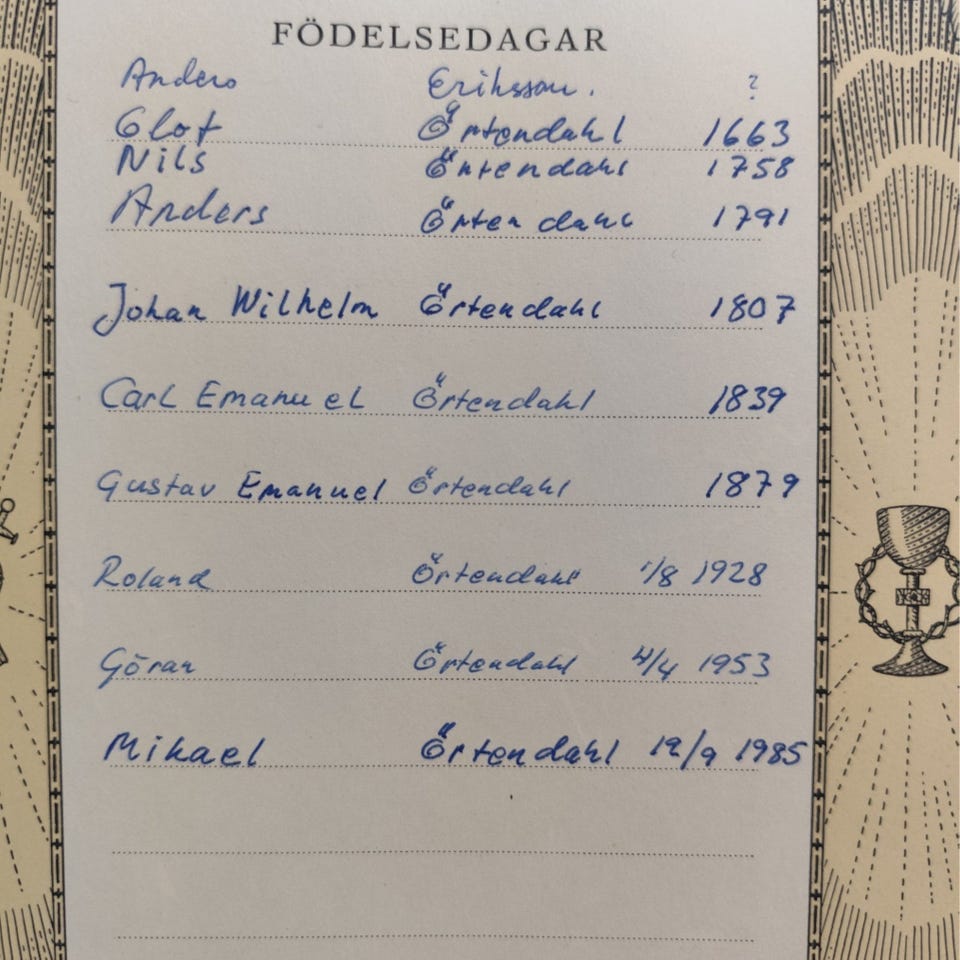 FÖDELSEDAGAR
Anders Eriksson. ?
Olof Örtendahl 1663
Nils Örtendahl 1758
Anders Örtendahl 1791
Johan Wilhelm Örtendahl 1807
Carl Emanuel Örtendahl 1839
Gustav Emanuel Örtendahl 1879
Roland Örtendahl 1/8 1928
Göran Örtendahl 4/4 1953
Mikael Örtendahl 19/9 1985